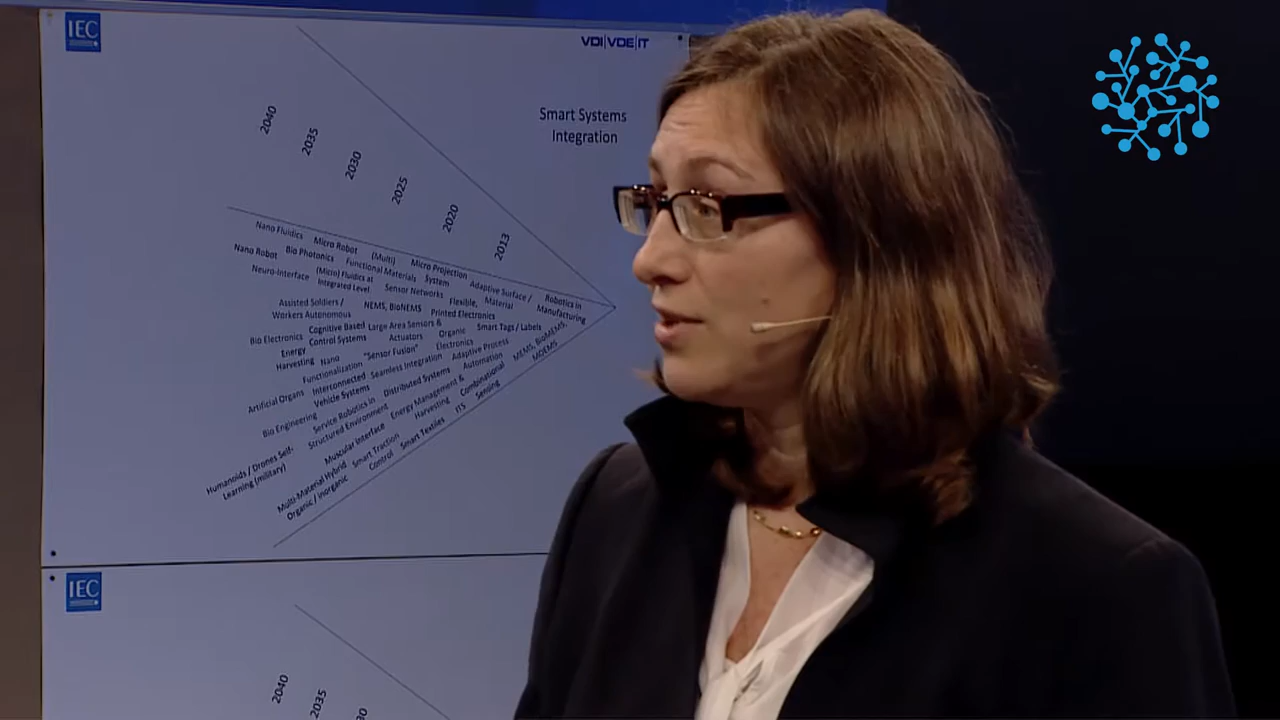 IEC
VDI|VDE|IT
Smart Systems
Integration
2040
2035
2030
2025
2020
2013
Nano Fluidics
Micro Robot
(Multi)
Micro Projection
Adaptive Surface /
Robotics in
Nano Robot
Bio Photonics
Functional Materials
System
Material
Manufacturing
Neuro-Interface
(Micro) Fluidics at
Integrated Level
Sensor Networks
Flexible,
Printed Electronics
Assisted Soldiers /
Workers Autonomous
NEMS, BioNEMS
Smart Tags / Labels
MEMS, BioMEMS,
MOEMS
Bio Electronics
Cognitive Based
Control Systems
Large Area Sensors &
Actuators
Organic
Electronics
Energy
Harvesting
Nano
Functionalization
"Sensor Fusion"
Adaptive Process
Automation
Artificial Organs
Interconnected
Vehicle Systems
Seamless Integration
Distributed Systems
Combinational
Sensing
Bio Engineering
Service Robotics in
Structured Environment
Energy Management &
Harvesting
ITS
Humanoids / Drones Self-
Learning (military)
Muscular Interface
Smart Traction
Control
Smart Textiles
Multi-Material Hybrid
Organic / inorganic
IEC
2040
2035